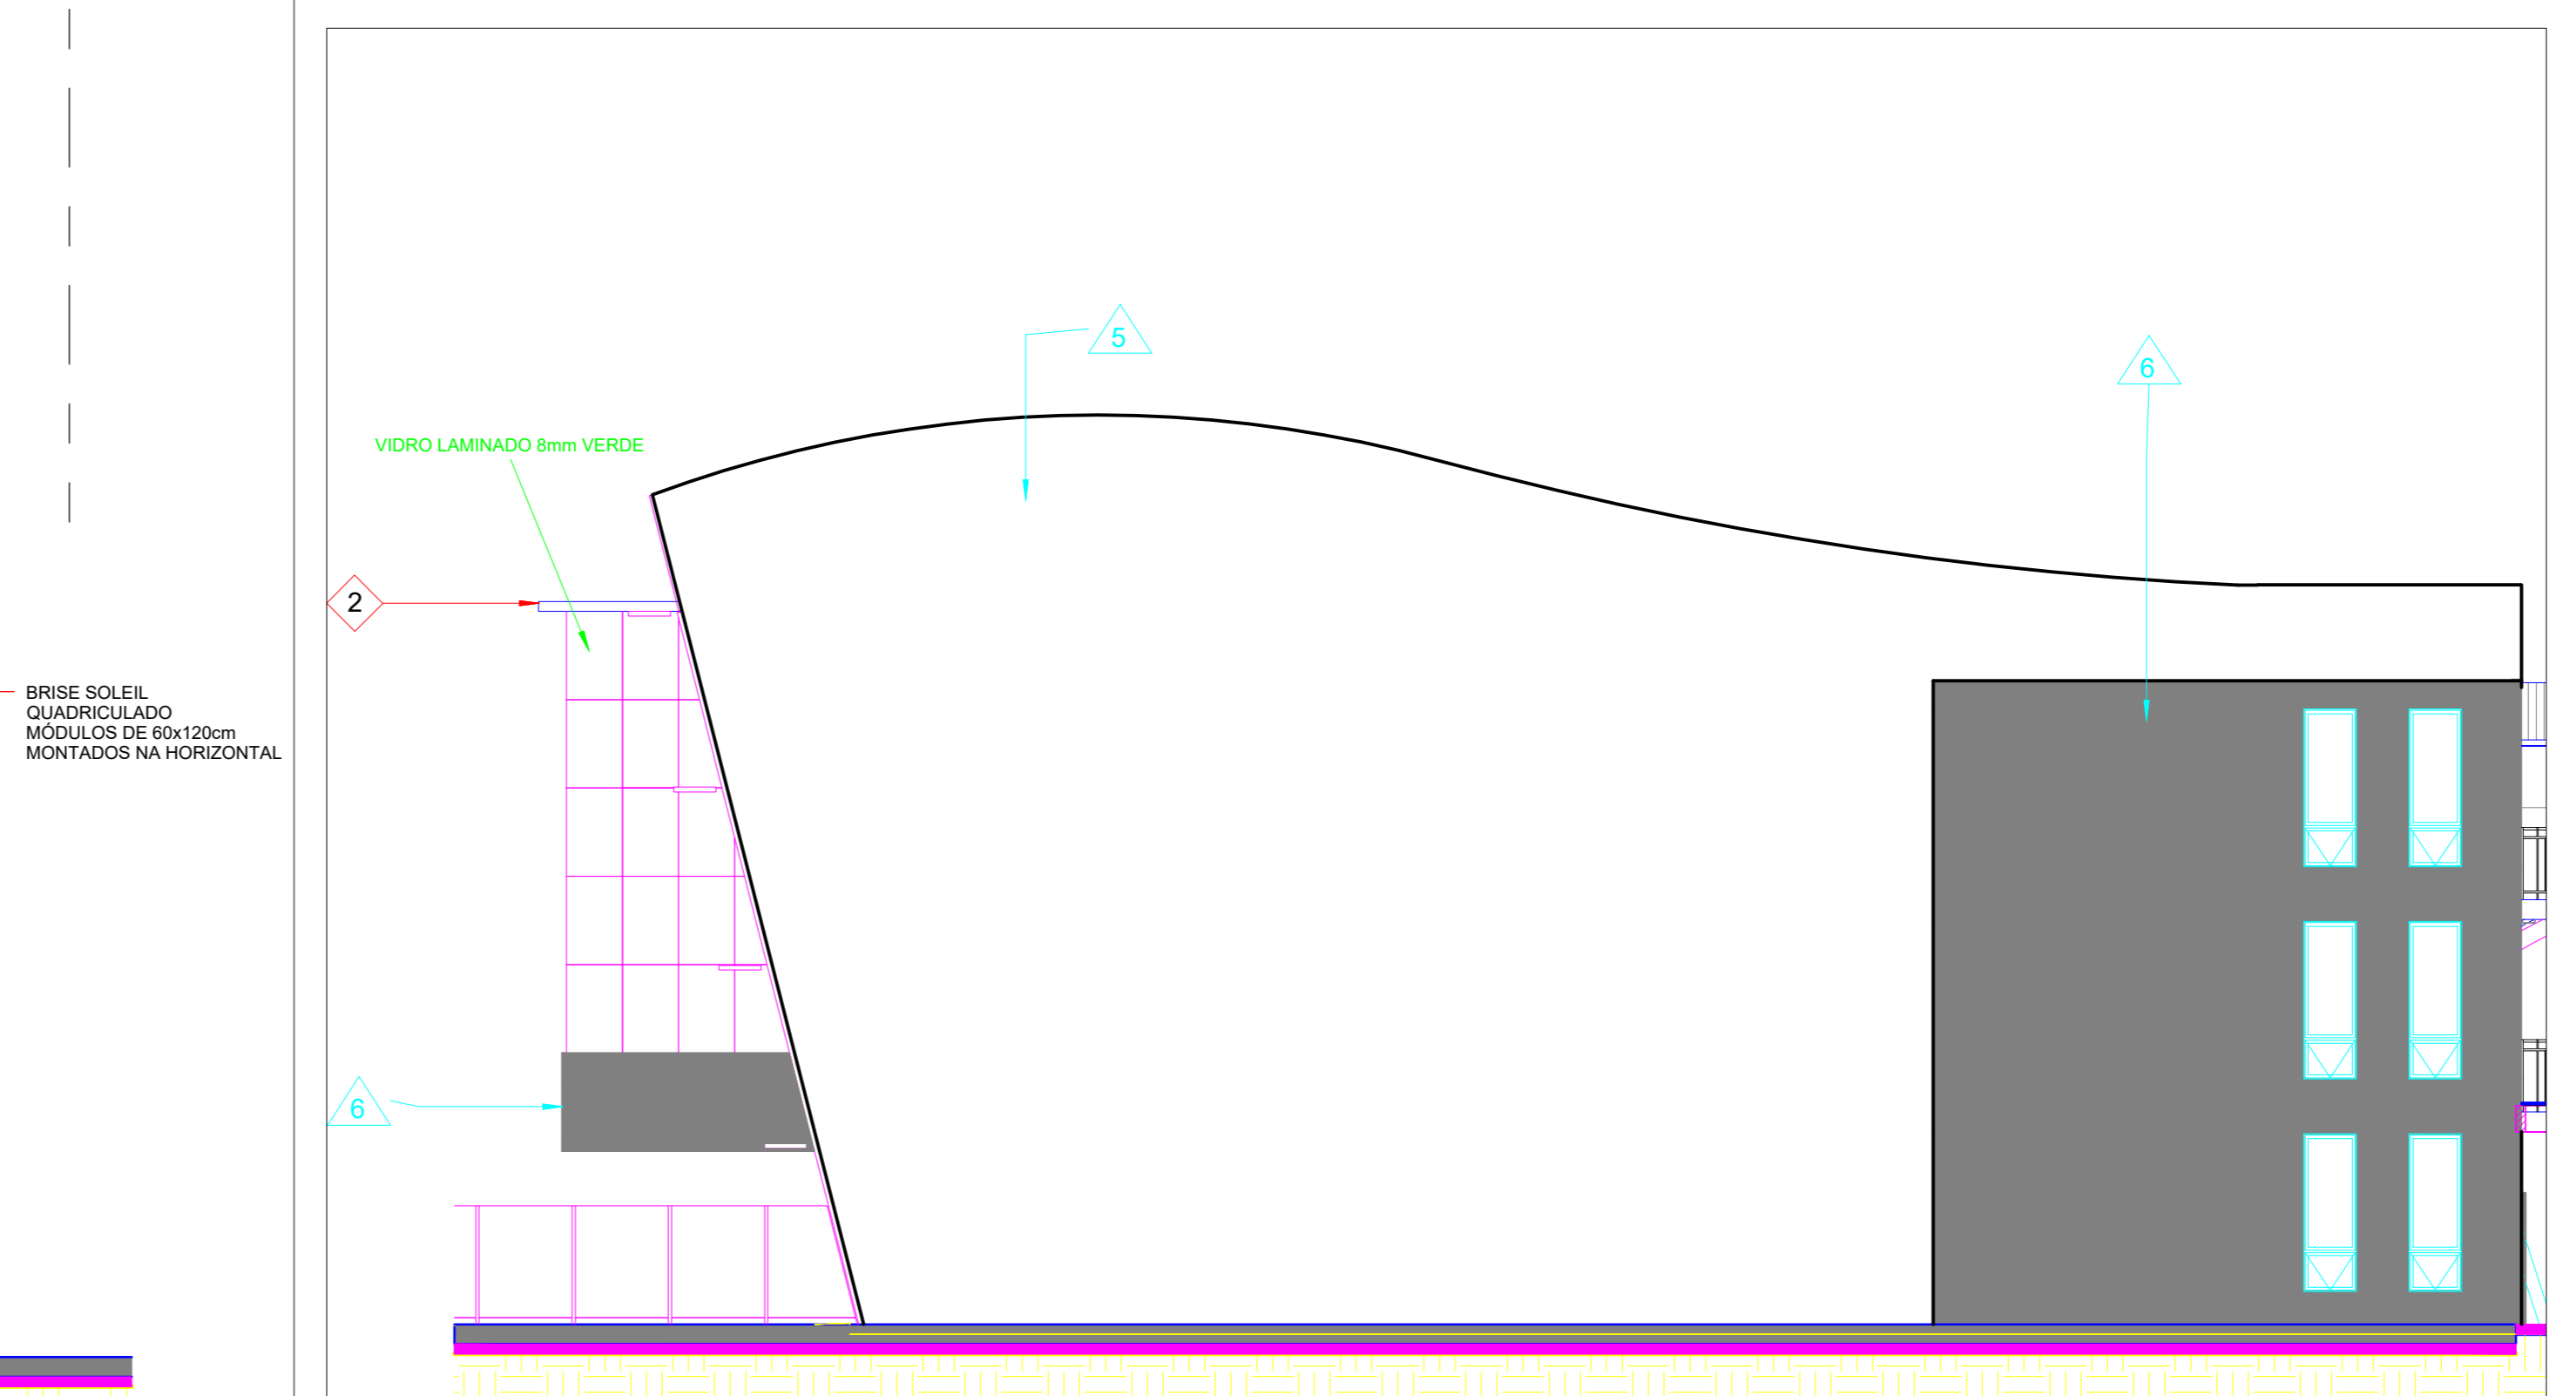 5
6
VIDRO LAMINADO 8mm VERDE
2
BRISE SOLEIL
QUADRICULADO
MÓDULOS DE 60x120cm
MONTADOS NA HORIZONTAL
6